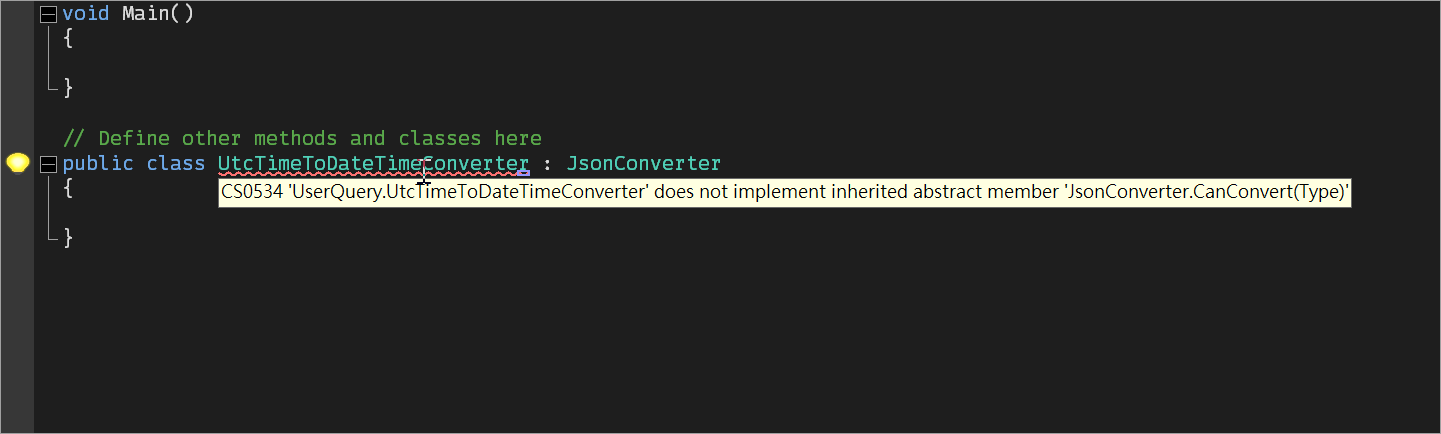 void Main()
{
}
// Define other methods and classes here
public class UtcTimeToDateTimeConverter : JsonConverter
{
CS0534 'UserQuery.UtcTimeToDateTimeConverter' does not implement inherited abstract member 'JsonConverter.CanConvert(Type)'
}